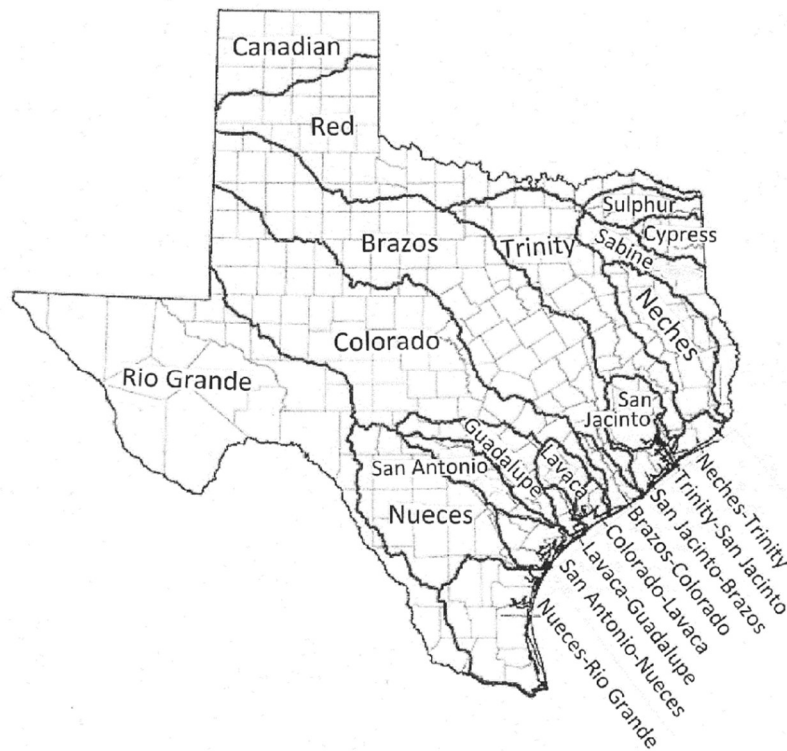 Canadian
Red
Sulphur
Cypress
Brazos
Trinity
Sabine
Neches
Colorado
Rio Grande
San
Jacinto
Guadalupe
Lavaca
San Antonio
Nueces
Neches-Trinity
Trinity-San Jacinto
San Jacinto-Brazos
Brazos-Colorado
Colorado-Lavaca
Lavaca-Guadalupe
San Antonio-Nueces
Nueces-Rio Grande